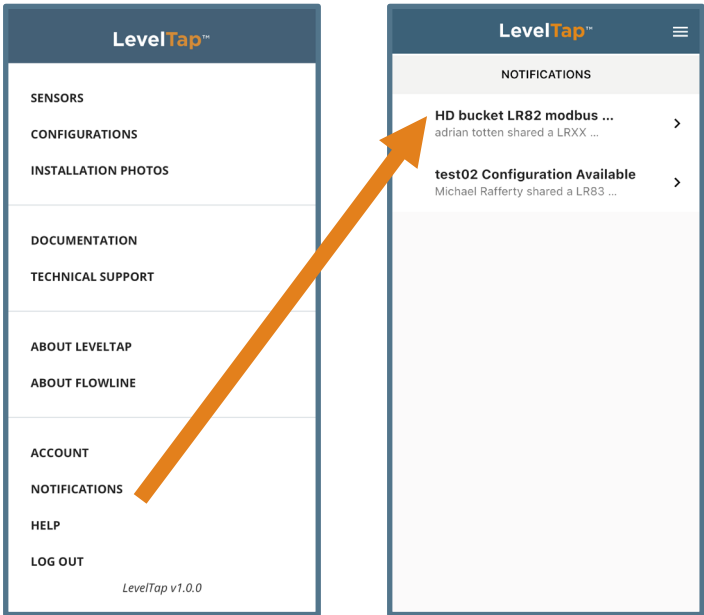 LevelTap™
SENSORS
CONFIGURATIONS
INSTALLATION PHOTOS
DOCUMENTATION
TECHNICAL SUPPORT
ABOUT LEVELTAP
ABOUT FLOWLINE
ACCOUNT
NOTIFICATIONS
HELP
LOG OUT
LevelTap v1.0.0
LevelTap™
NOTIFICATIONS
HD bucket LR82 modbus ...
adrian totten shared a LRXX ...
test02 Configuration Available
Michael Rafferty shared a LR83 ...